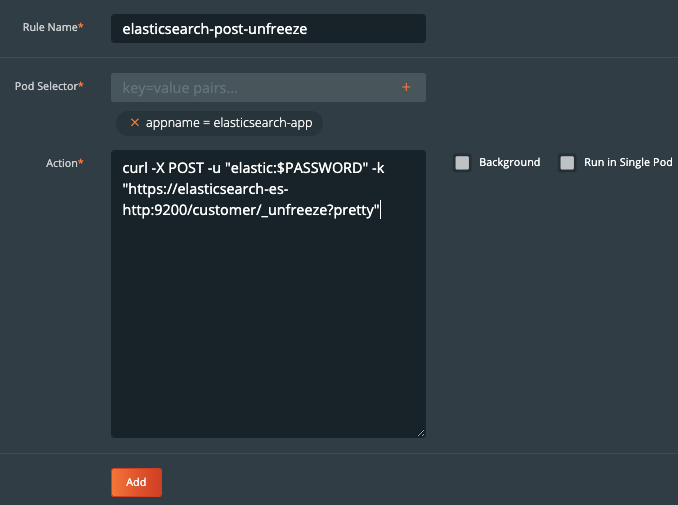 Rule Name*
elasticsearch-post-unfreeze
Pod Selector*
key=value pairs...
+
× appname = elasticsearch-app
Action*
curl -X POST -u "elastic:$PASSWORD" -k
"https://elasticsearch-es-
http:9200/customer/_unfreeze?pretty"
Background
Run in Single Pod
Add